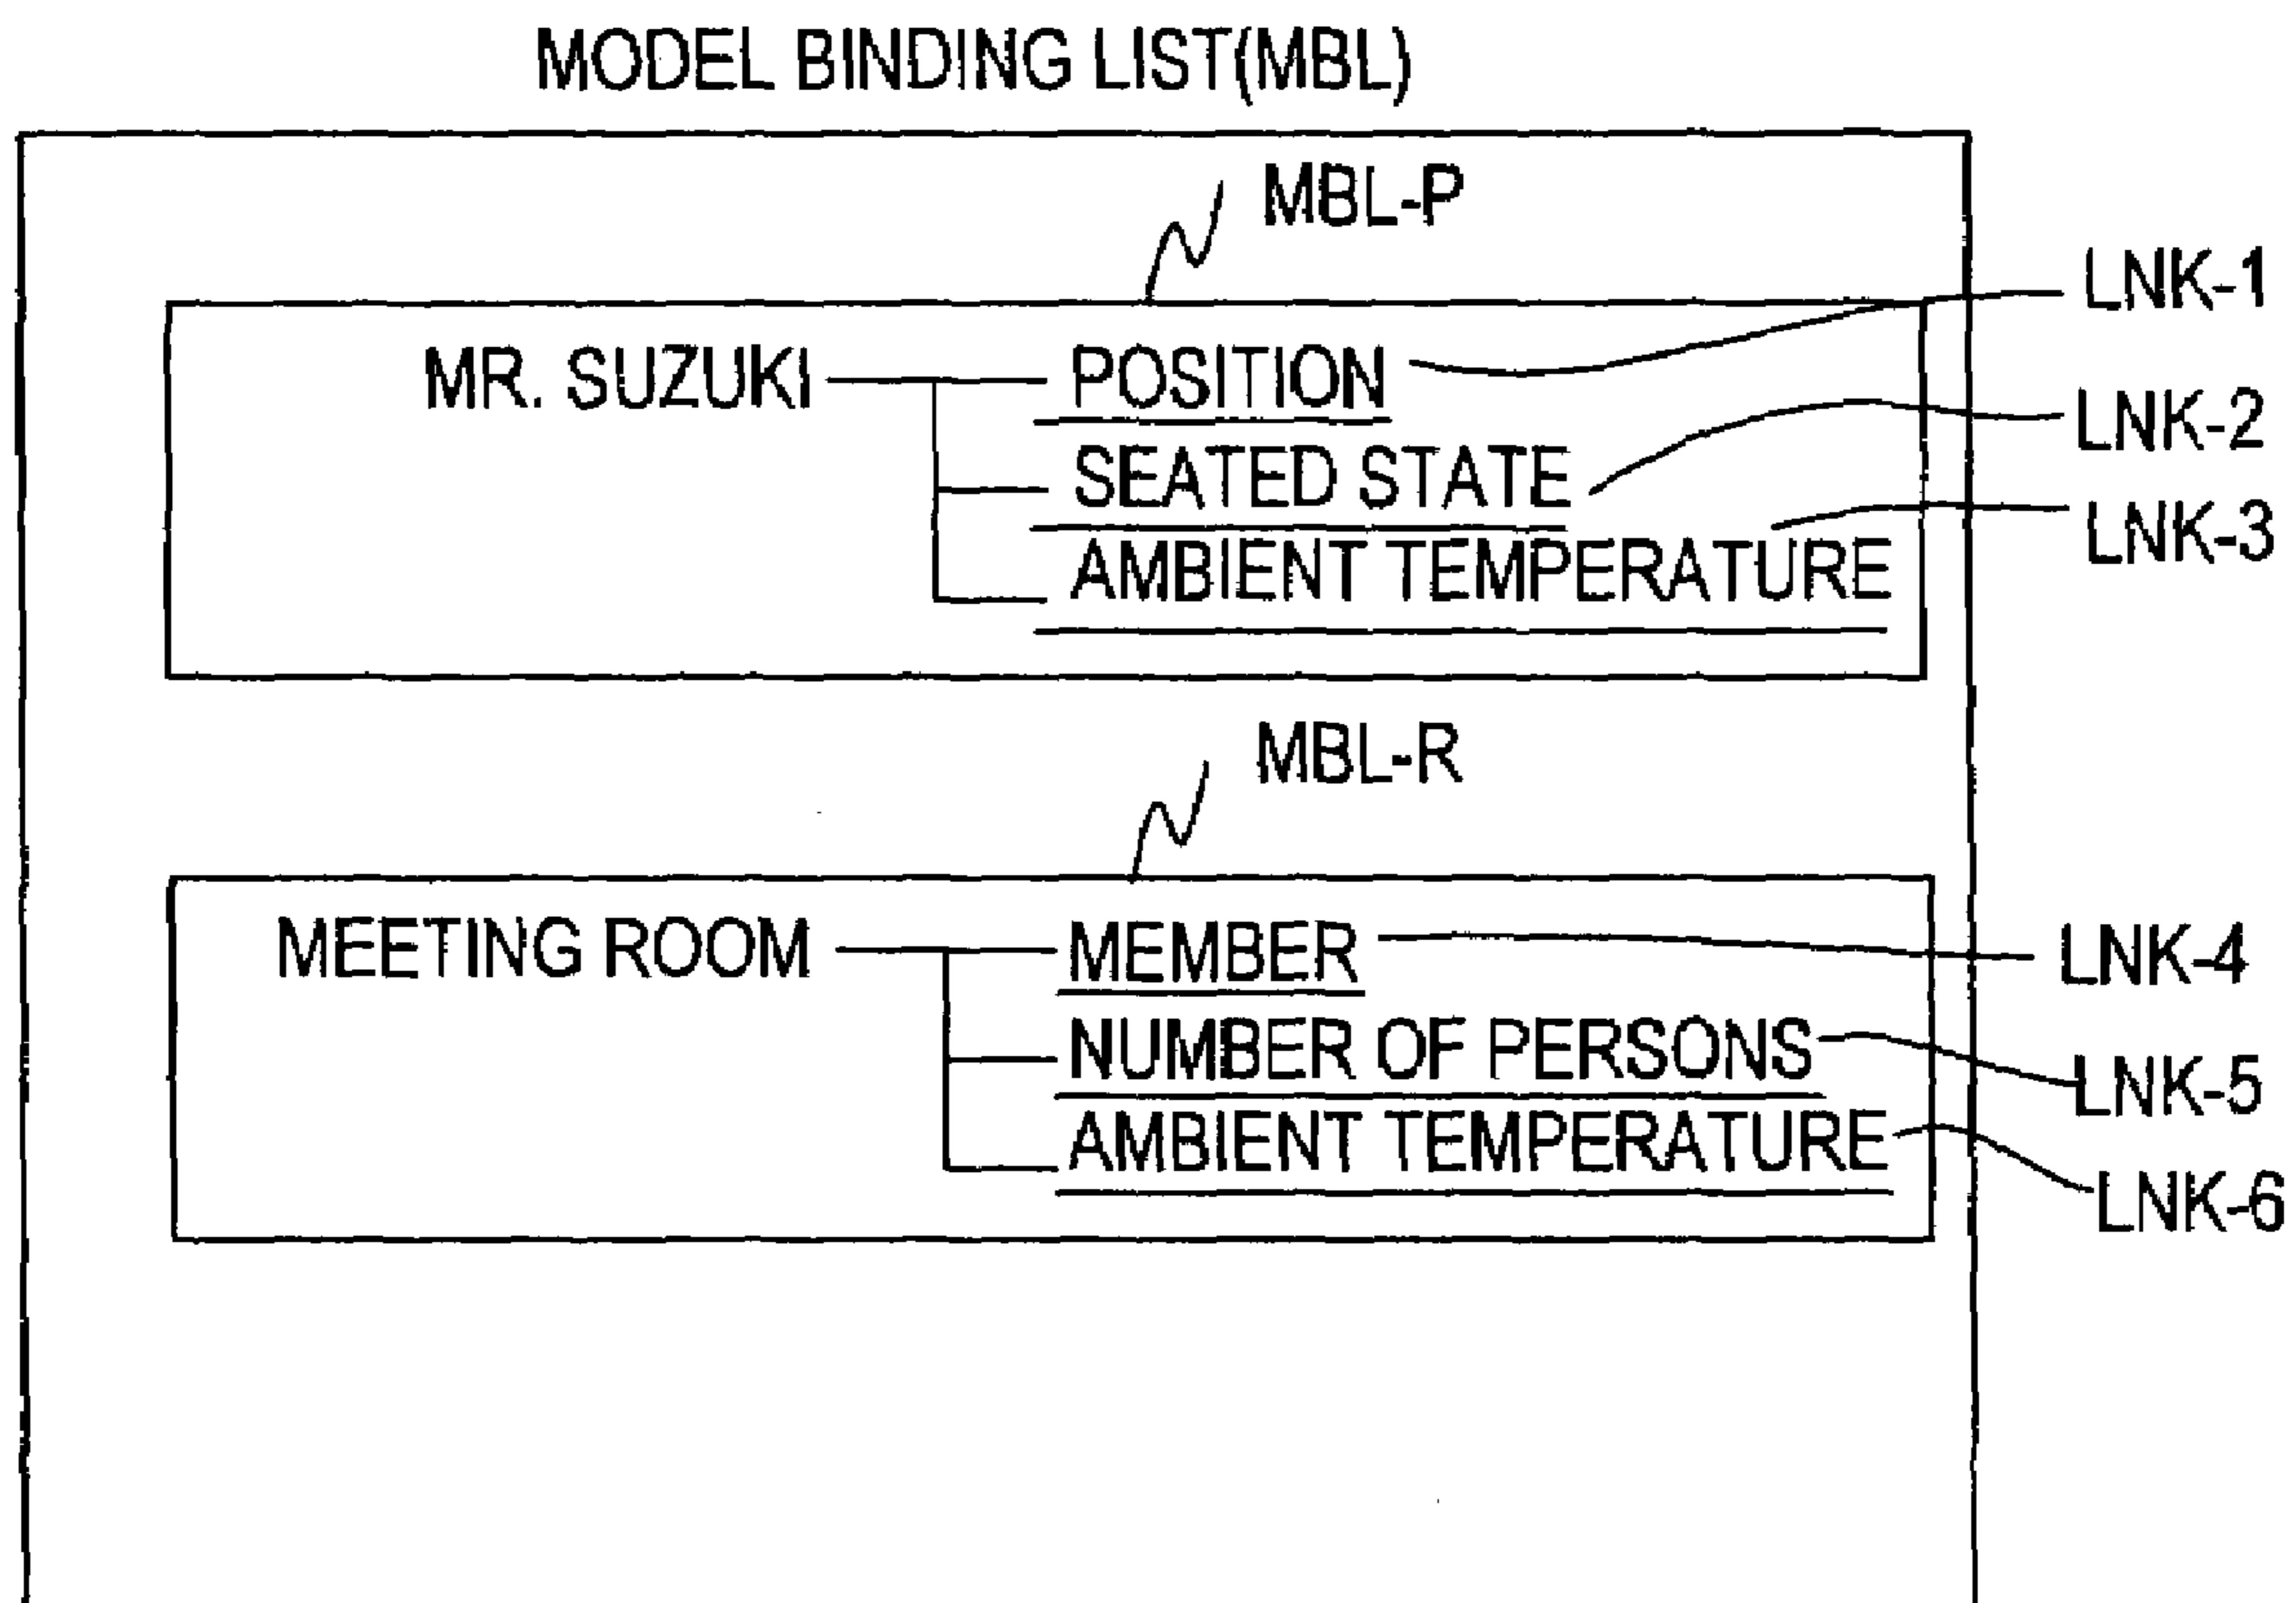 MODEL BINDING LIST(MBL)
MBL-P
LNK-1
MR. SUZUKI POSITION
LNK-2
SEATED STATE
LNK-3
AMBIENT TEMPERATURE
MBL-R
MEETING ROOM MEMBER LNK-4
NUMBER OF PERSONS
LNK-5
AMBIENT TEMPERATURE
LNK-6